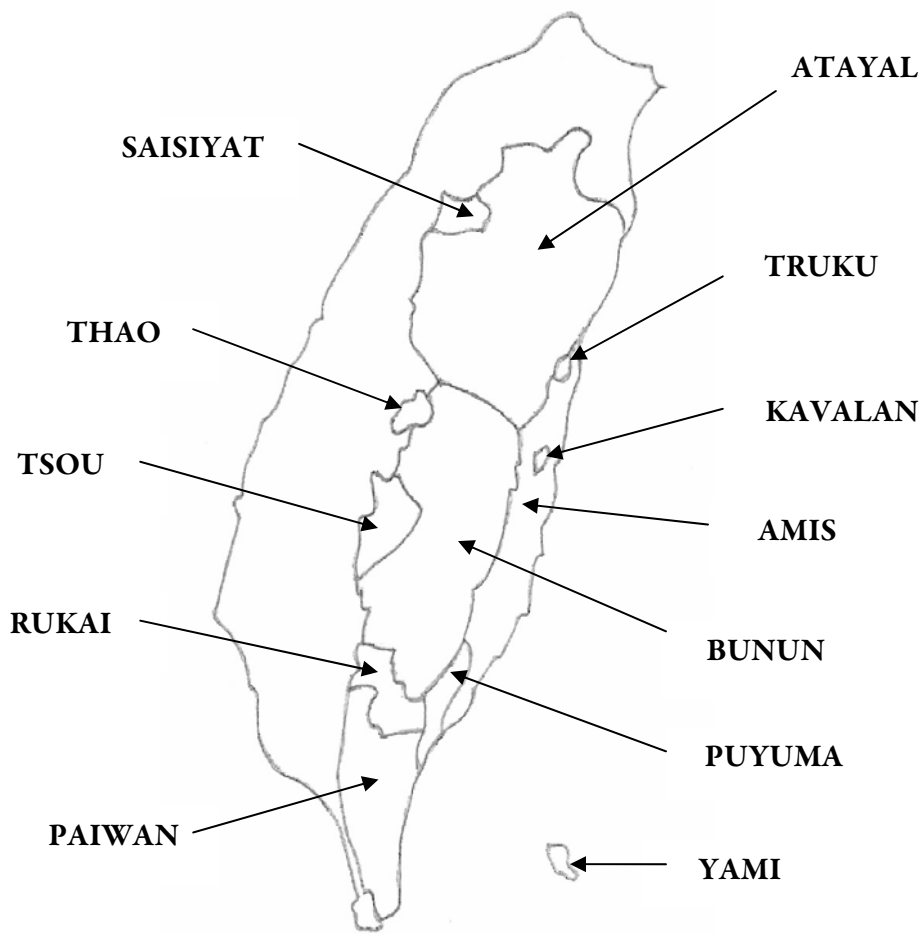 ATAYAL
SAISIYAT
TRUKU
THAO
KAVALAN
TSOU
AMIS
RUKAI
BUNUN
PUYUMA
PAIWAN
YAMI